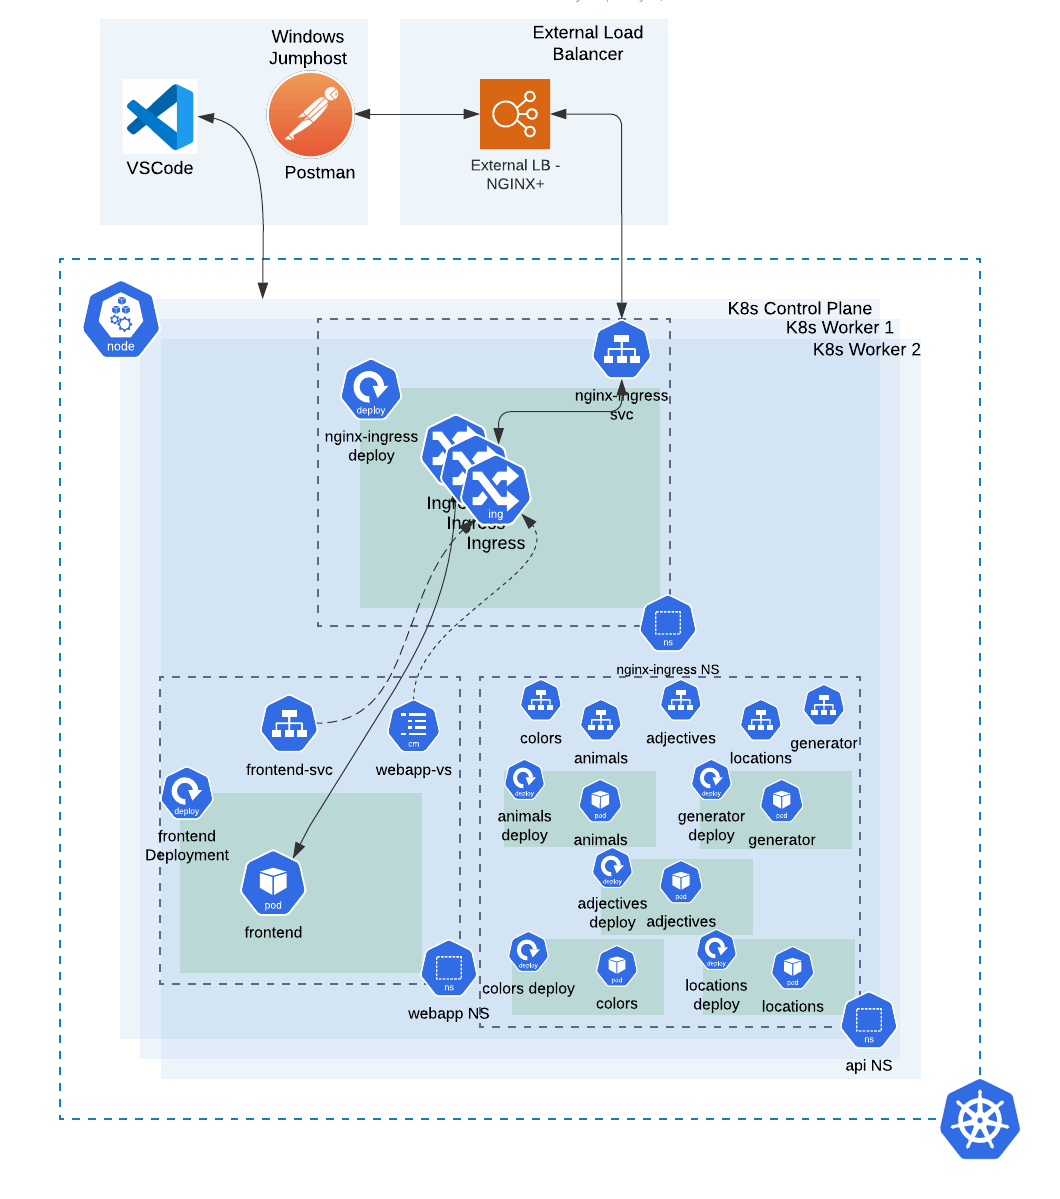 Windows
Jumphost
External Load
Balancer
VSCode
Postman
External LB -
NGINX+
node
K8s Control Plane
K8s Worker 1
K8s Worker 2
deploy
nginx-ingress
svc
nginx-ingress
deploy
Ingress
Ingress
ing
Ingress
ns
nginx-ingress NS
frontend-svc
cm
webapp-vs
colors
animals
adjectives
locations
generator
deploy
frontend
Deployment
pod
frontend
ns
webapp NS
deploy
animals
deploy
pod
animals
deploy
generator
deploy
pod
generator
deploy
adjectives
deploy
pod
adjectives
deploy
colors deploy
pod
colors
deploy
locations
deploy
pod
locations
ns
api NS